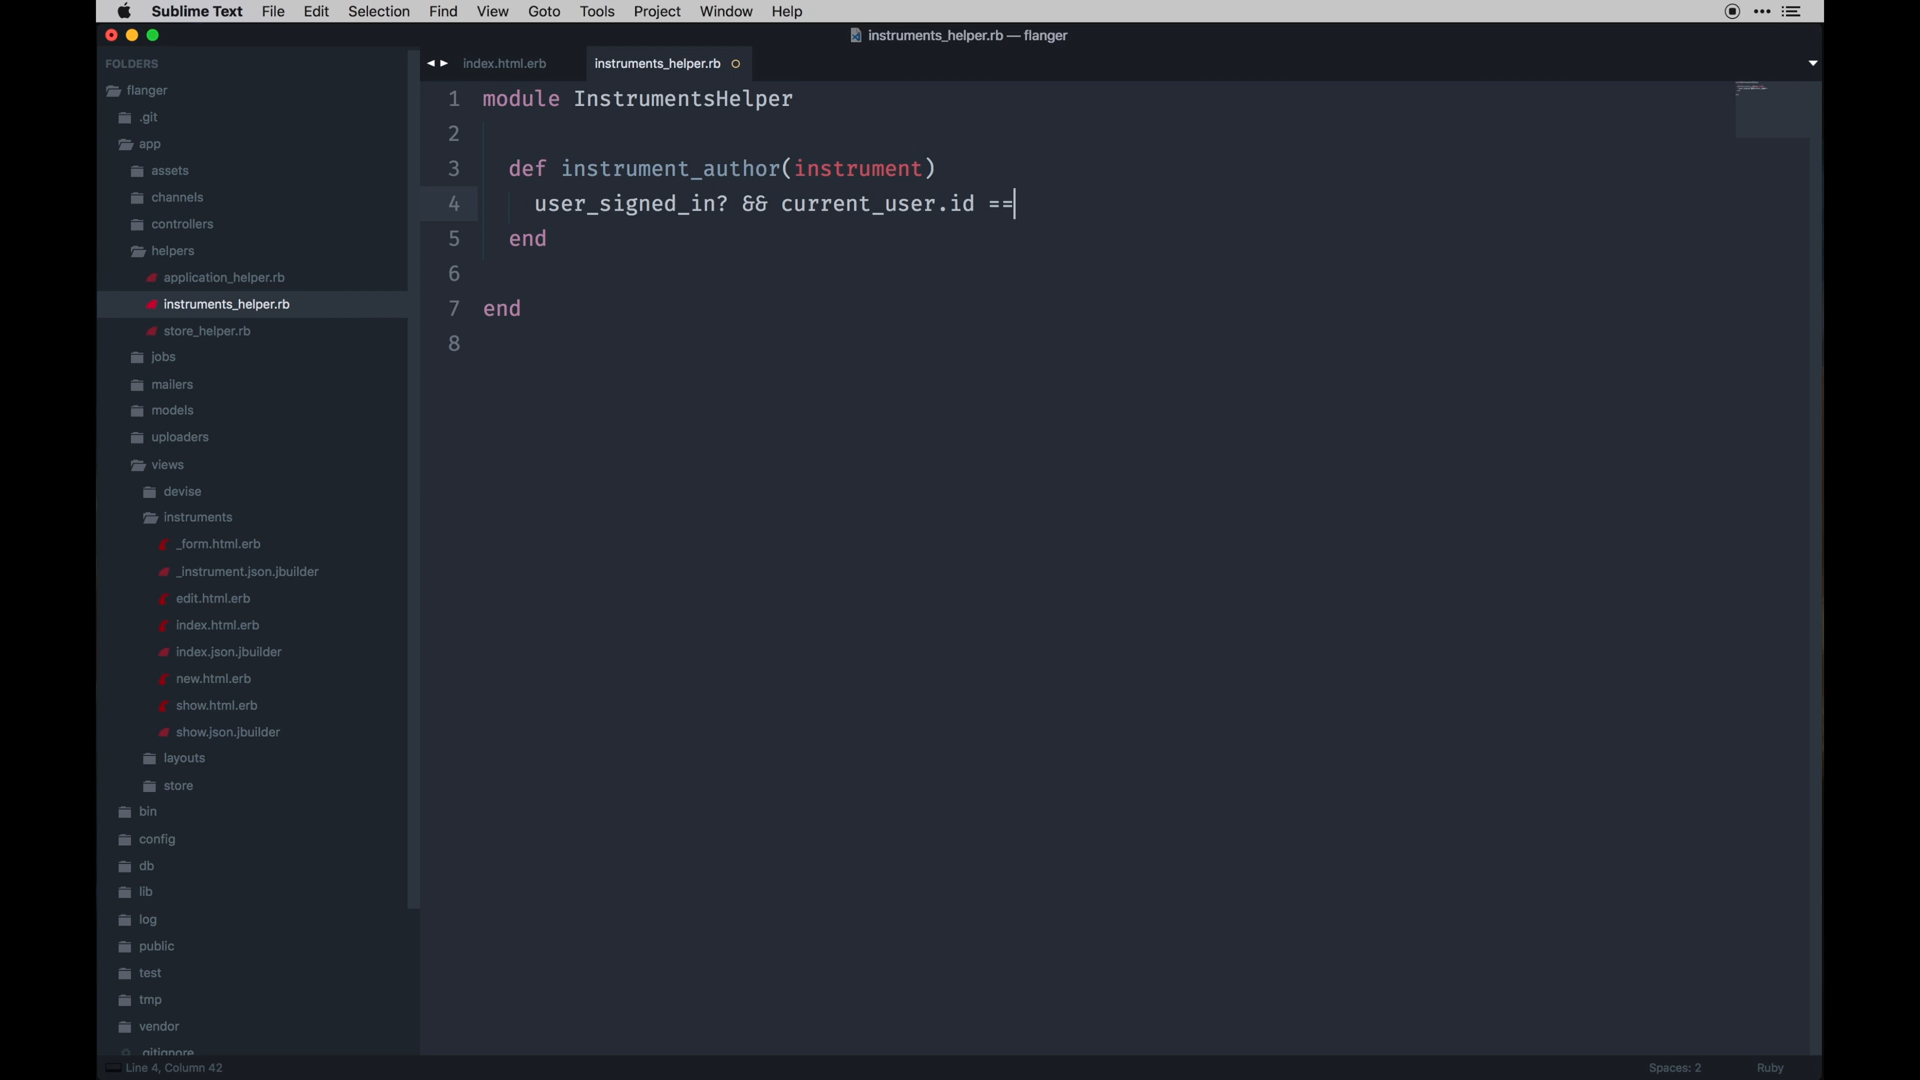 Sublime Text File Edit Selection Find View Goto Tools Project Window Help
instruments_helper.rb — flanger
FOLDERS
index.html.erb
instruments_helper.rb
flanger
.git
app
assets
channels
controllers
helpers
application_helper.rb
instruments_helper.rb
store_helper.rb
jobs
mailers
models
uploaders
views
devise
instruments
_form.html.erb
_instrument.json.jbuilder
edit.html.erb
index.html.erb
index.json.jbuilder
new.html.erb
show.html.erb
show.json.jbuilder
layouts
store
bin
config
db
lib
log
public
test
tmp
vendor
.gitignore
1 module InstrumentsHelper
2
3 def instrument_author(instrument)
4 user_signed_in? && current_user.id ==
5 end
6
7 end
8
Line 4, Column 42
Spaces: 2
Ruby